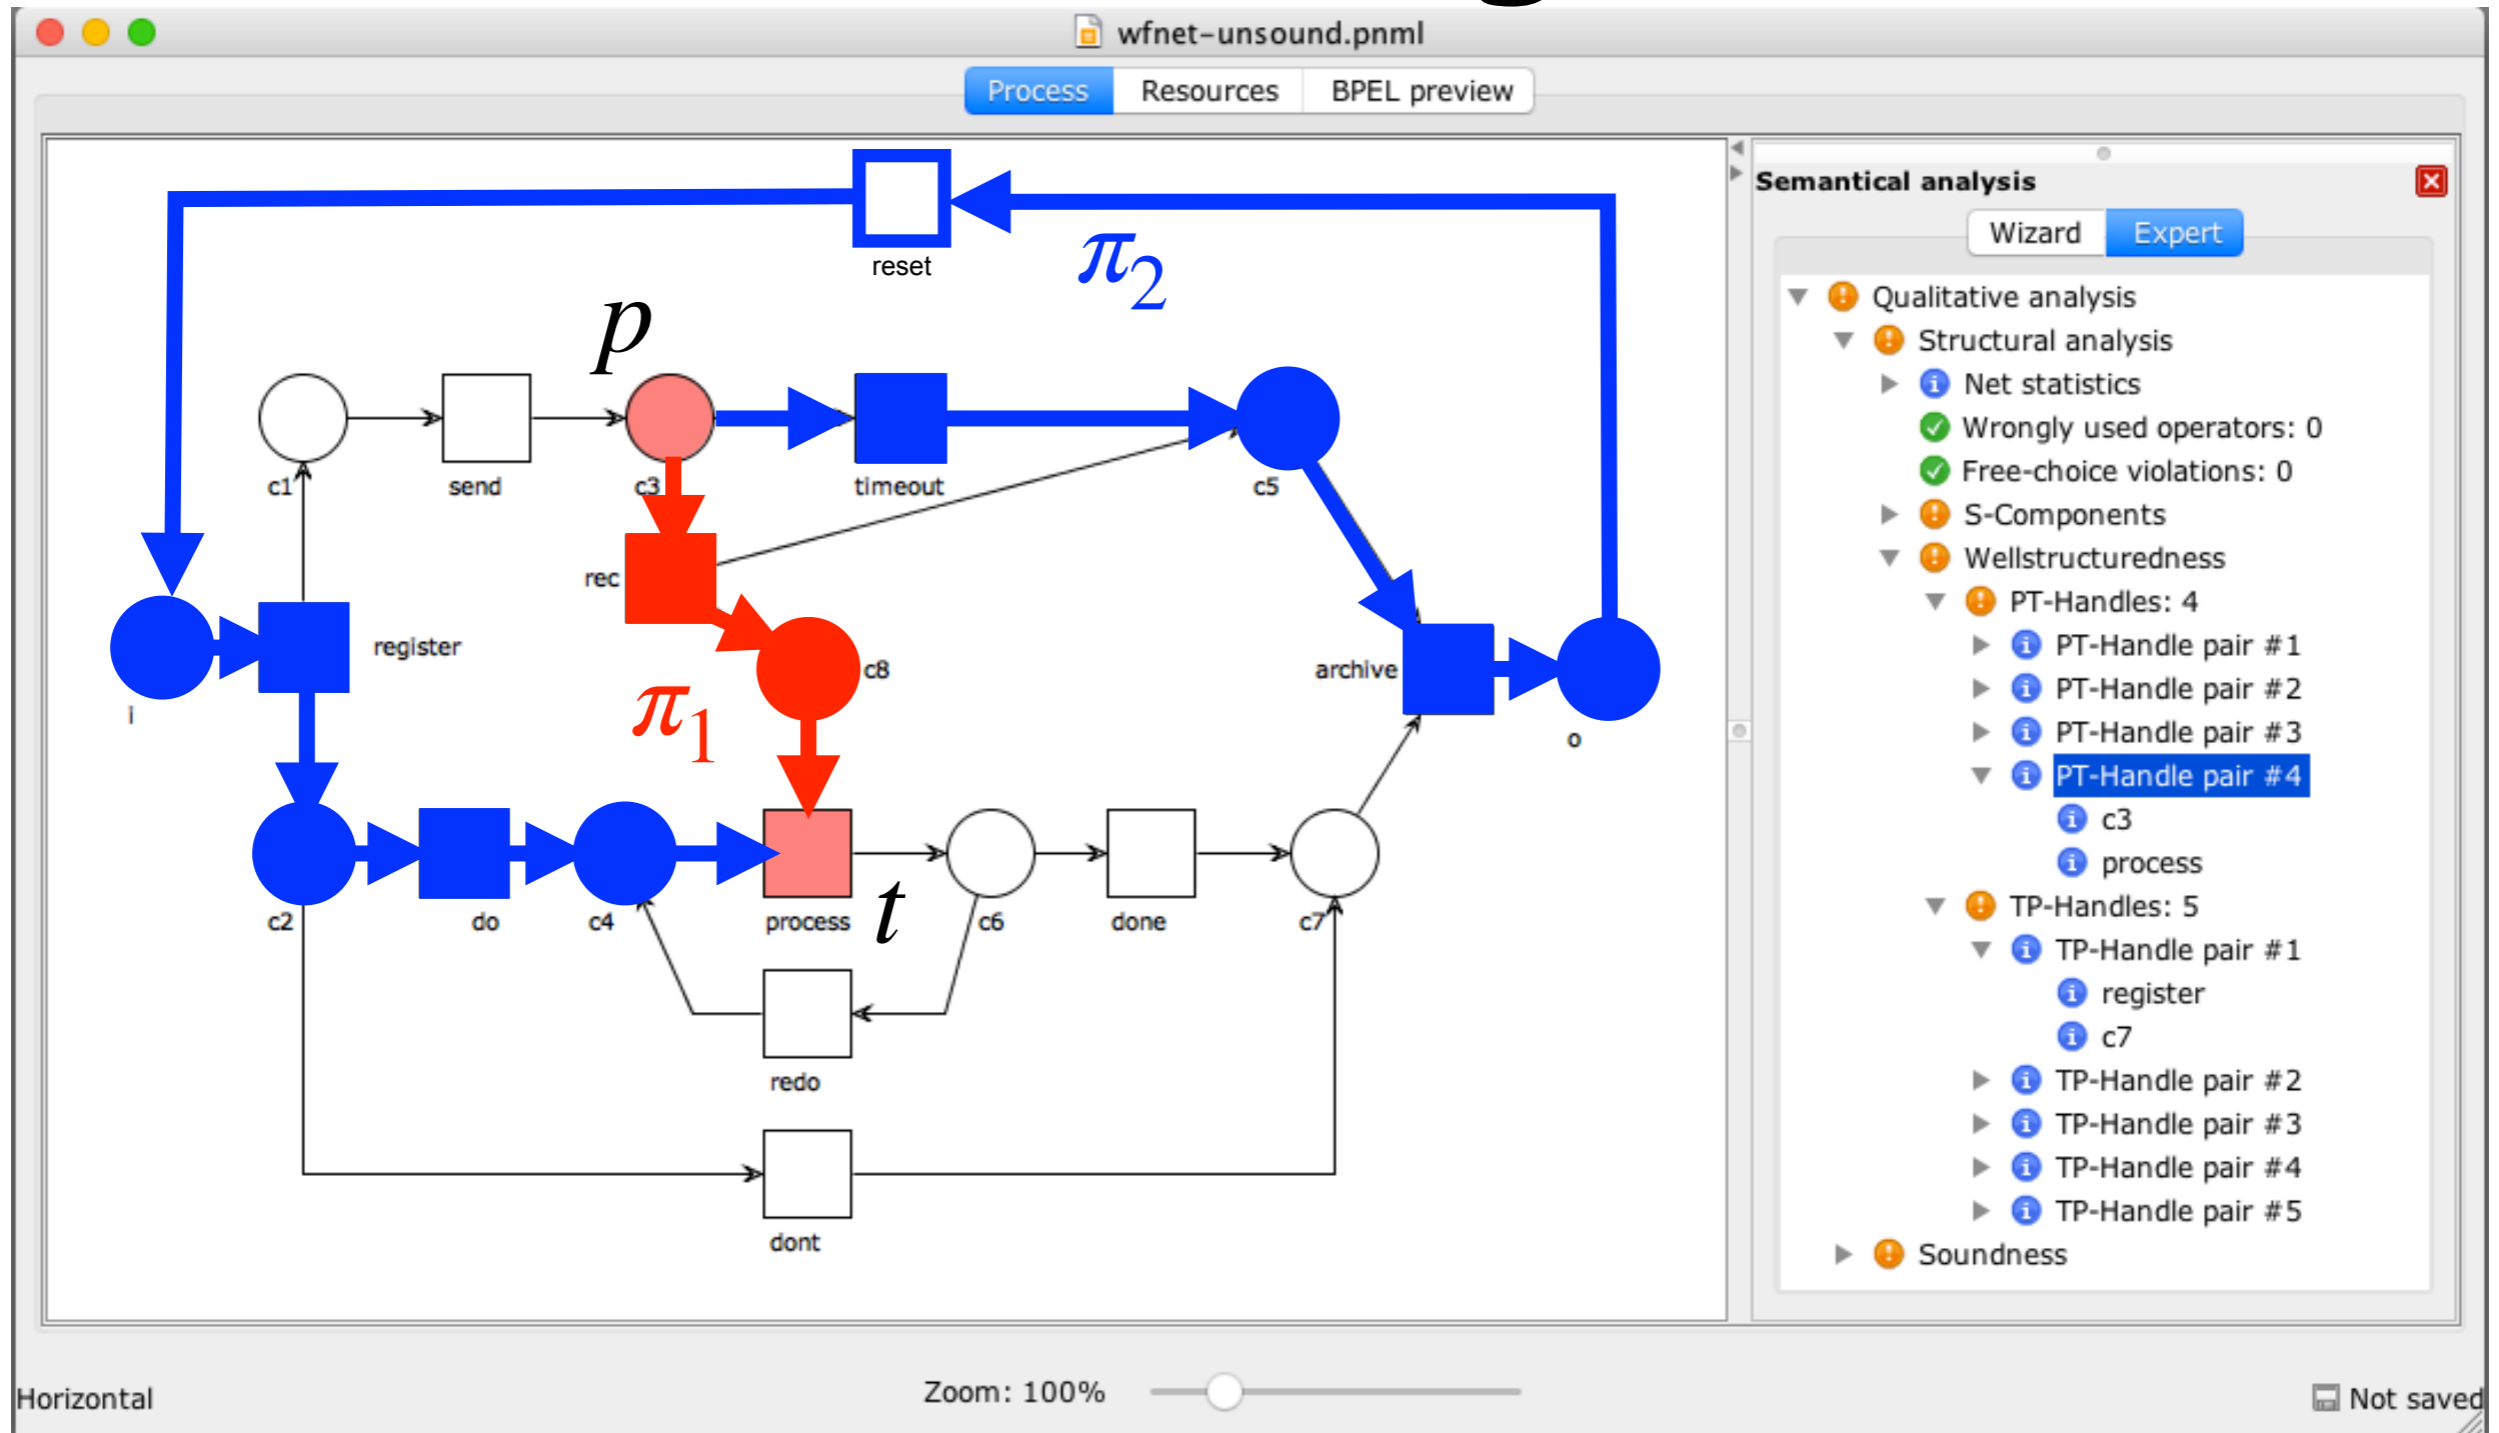 g
wfnet-unsound.pnml
Process Resources BPEL preview
reset
π2
p
c1
send
c3
timeout
c5
rec
register
i
c8
π1
archive
o
c2
do
c4
process
t
c6
done
c7
redo
dont
Semantical analysis
Wizard Expert
Qualitative analysis
Structural analysis
Net statistics
Wrongly used operators: 0
Free-choice violations: 0
S-Components
Wellstructuredness
PT-Handles: 4
PT-Handle pair #1
PT-Handle pair #2
PT-Handle pair #3
PT-Handle pair #4
c3
process
TP-Handles: 5
TP-Handle pair #1
register
c7
TP-Handle pair #2
TP-Handle pair #3
TP-Handle pair #4
TP-Handle pair #5
Soundness
Horizontal
Zoom: 100%
Not saved